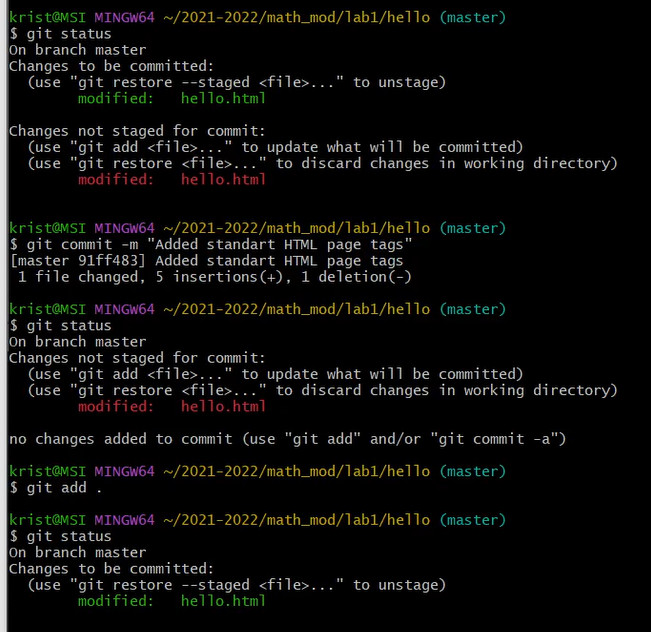 krist@MSI MINGW64 ~/2021-2022/math_mod/lab1/hello (master)
$ git status
On branch master
Changes to be committed:
  (use "git restore --staged <file>..." to unstage)
        modified:   hello.html

Changes not staged for commit:
  (use "git add <file>..." to update what will be committed)
  (use "git restore <file>..." to discard changes in working directory)
        modified:   hello.html

krist@MSI MINGW64 ~/2021-2022/math_mod/lab1/hello (master)
$ git commit -m "Added standart HTML page tags"
[master 91ff483] Added standart HTML page tags
 1 file changed, 5 insertions(+), 1 deletion(-)

krist@MSI MINGW64 ~/2021-2022/math_mod/lab1/hello (master)
$ git status
On branch master
Changes not staged for commit:
  (use "git add <file>..." to update what will be committed)
  (use "git restore <file>..." to discard changes in working directory)
        modified:   hello.html

no changes added to commit (use "git add" and/or "git commit -a")

krist@MSI MINGW64 ~/2021-2022/math_mod/lab1/hello (master)
$ git add .

krist@MSI MINGW64 ~/2021-2022/math_mod/lab1/hello (master)
$ git status
On branch master
Changes to be committed:
  (use "git restore --staged <file>..." to unstage)
        modified:   hello.html